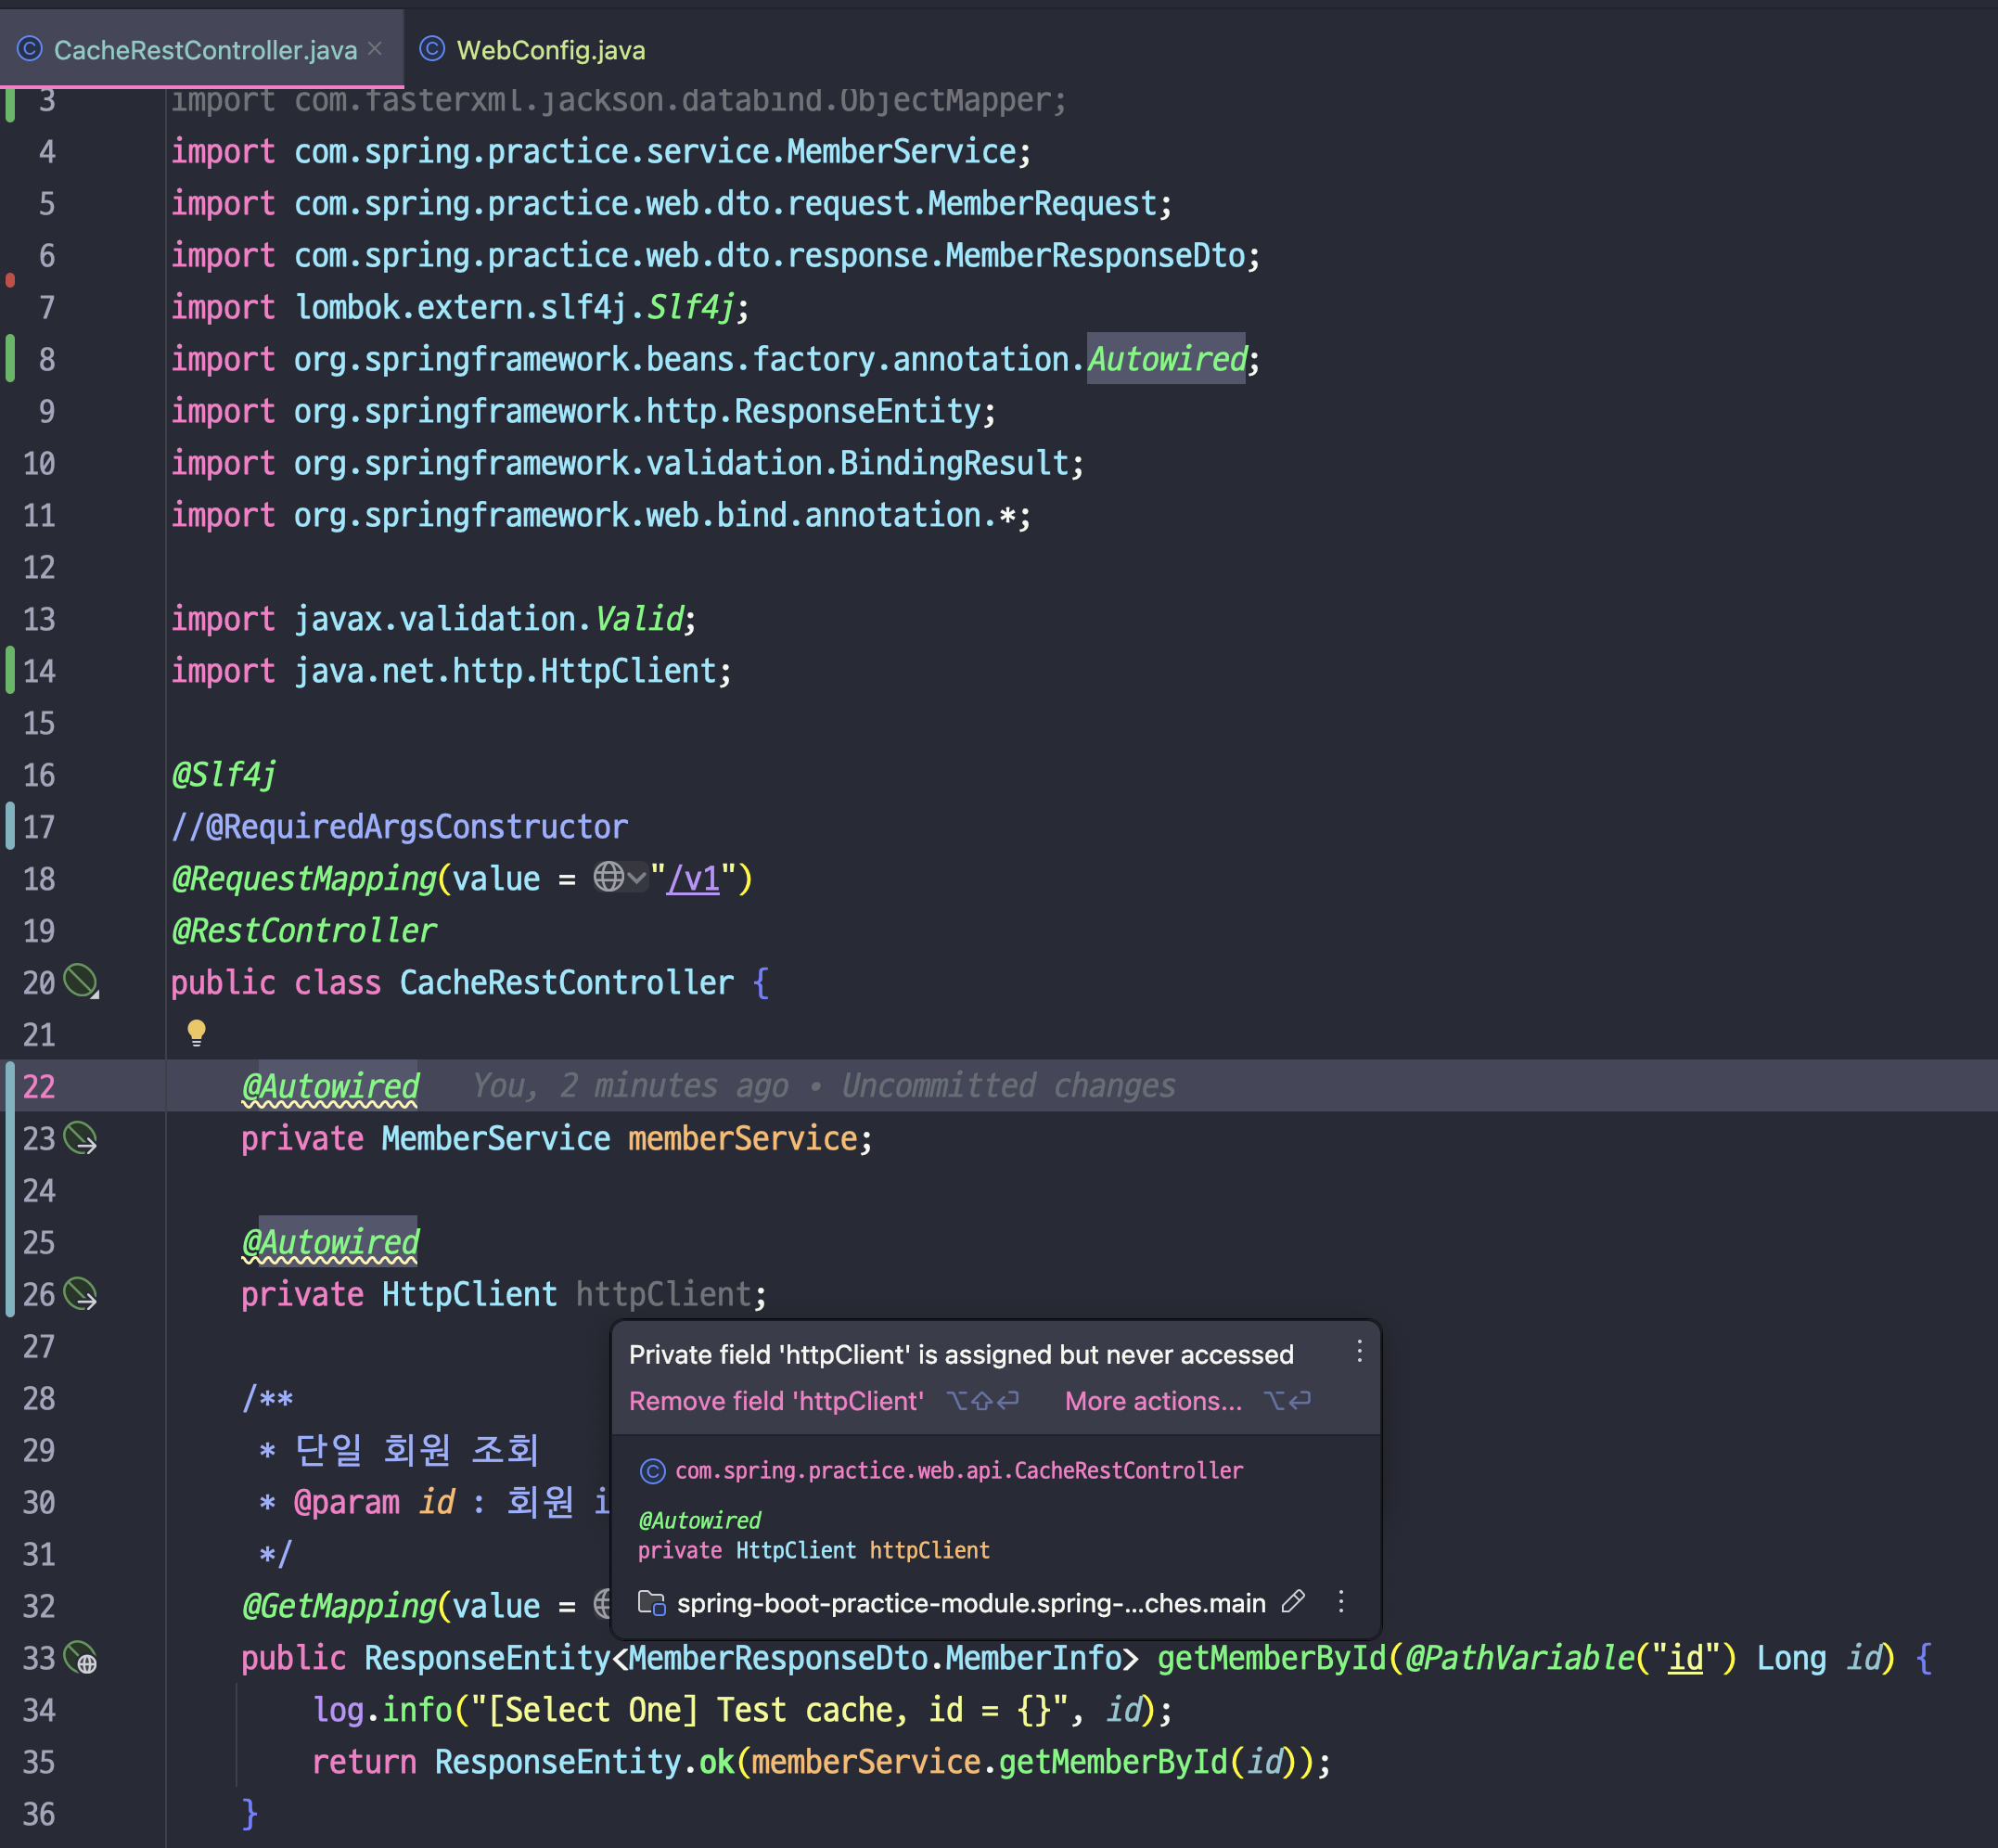 CacheRestController.java
WebConfig.java
3 import com.fasterxml.jackson.databind.ObjectMapper;
4 import com.spring.practice.service.MemberService;
5 import com.spring.practice.web.dto.request.MemberRequest;
6 import com.spring.practice.web.dto.response.MemberResponseDto;
7 import lombok.extern.slf4j.Slf4j;
8 import org.springframework.beans.factory.annotation.Autowired;
9 import org.springframework.http.ResponseEntity;
10 import org.springframework.validation.BindingResult;
11 import org.springframework.web.bind.annotation.*;
12
13 import javax.validation.Valid;
14 import java.net.http.HttpClient;
15
16 @Slf4j
17 //@RequiredArgsConstructor
18 @RequestMapping(value = "/v1")
19 @RestController
20 public class CacheRestController {
21
22 @Autowired You, 2 minutes ago • Uncommitted changes
23 private MemberService memberService;
24
25 @Autowired
26 private HttpClient httpClient;
27
Private field 'httpClient' is assigned but never accessed
Remove field 'httpClient' ⌥⇧⏎ More actions... ⌥⏎
com.spring.practice.web.api.CacheRestController
@Autowired
private HttpClient httpClient
spring-boot-practice-module.spring-...ches.main
28 /**
29 * 단일 회원 조회
30 * @param id : 회원 i
31 */
32 @GetMapping(value =
33 public ResponseEntity<MemberResponseDto.MemberInfo> getMemberById(@PathVariable("id") Long id) {
34 log.info("[Select One] Test cache, id = {}", id);
35 return ResponseEntity.ok(memberService.getMemberById(id));
36 }